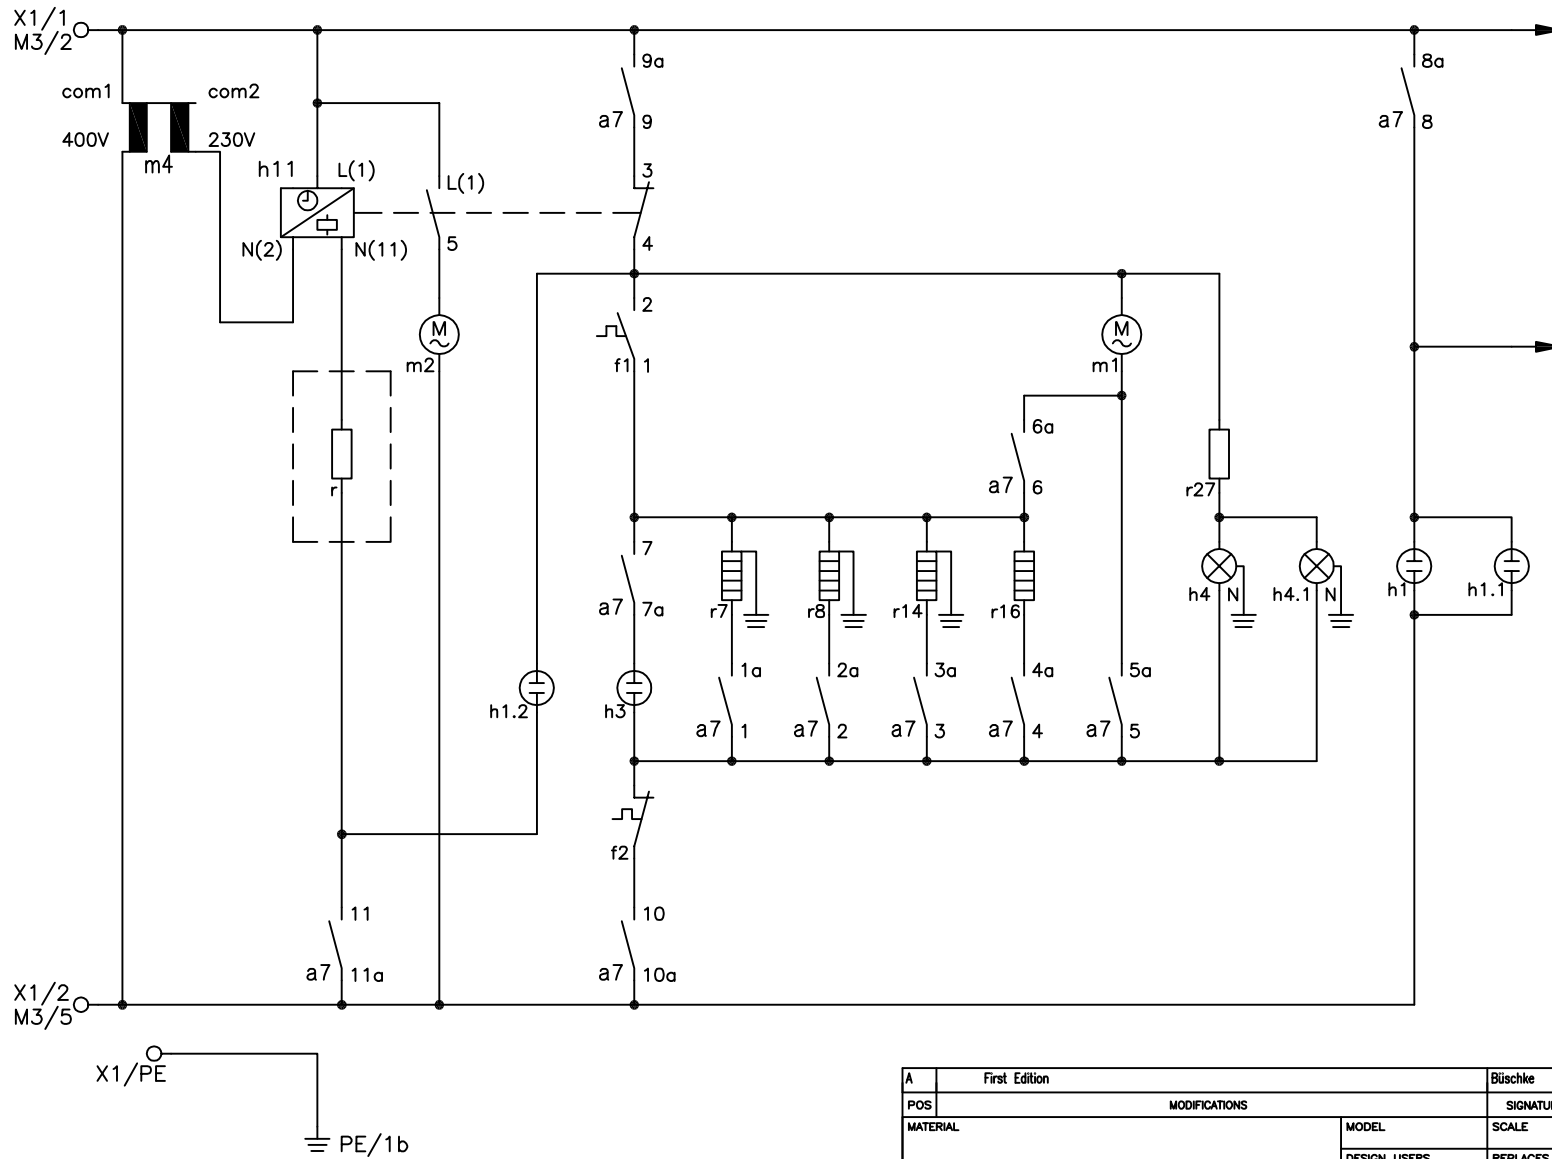 X1/1
M3/2
9a
8a
com1
com2
a7 9
a7 8
400V
230V
m4
h11
L(1)
3
L(1)
N(2)
N(11)
5
4
2
M
m2
f1 1
M
m1
6a
r
a7 6
r27
7
a7 7a
r7
r8
r14
r16
h4 N
h4.1 N
h1
h1.1
1a
2a
3a
4a
5a
h1.2
h3
a7 1
a7 2
a7 3
a7 4
a7 5
f2
11
10
a7 11a
a7 10a
X1/2
M3/5
X1/PE
PE/1b
A First Edition Büschke
POS MODIFICATIONS
MATERIAL MODEL SCALE